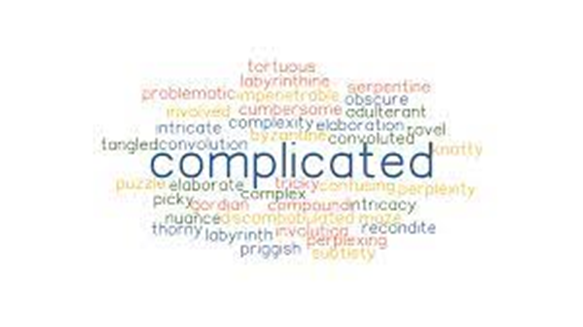 tortuous
labyrinthine
problematic impenetrable serpentine
obscure
involved cumbersome adulterant
intricate complexity elaboration ravel
byzantine convoluted
tangled convolution knotty
complicated
puzzle elaborate tricky confusing perplexity
complex
picky gordian compound intricacy
nuance discombobulated maze
thorny labyrinth involution recondite
priggish perplexing
subtlety